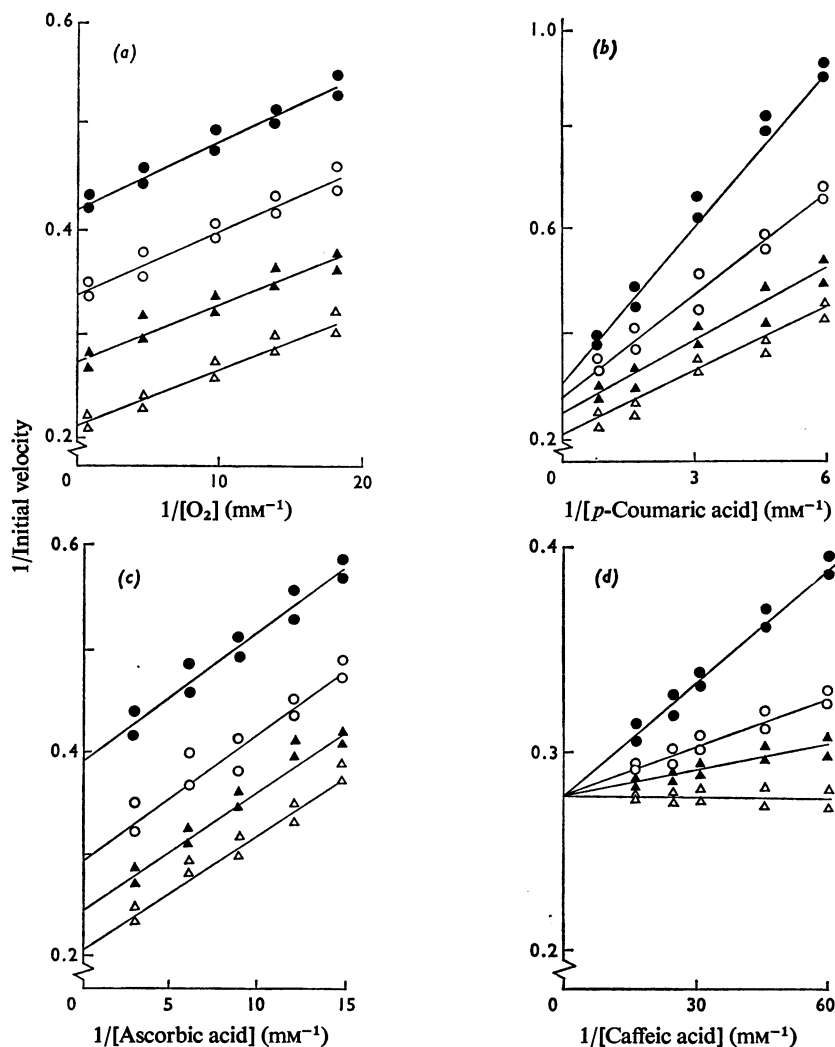 0.6
(a)
0.4
0.2
0
10
20
1/[O₂] (mM⁻¹)
1.0
(b)
0.6
0.2
0
3
6
1/[p-Coumaric acid] (mM⁻¹)
1/Initial velocity
0.6
(c)
0.4
0.2
0
5
10
15
1/[Ascorbic acid] (mM⁻¹)
0.4
(d)
0.3
0.2
0
30
60
1/[Caffeic acid] (mM⁻¹)